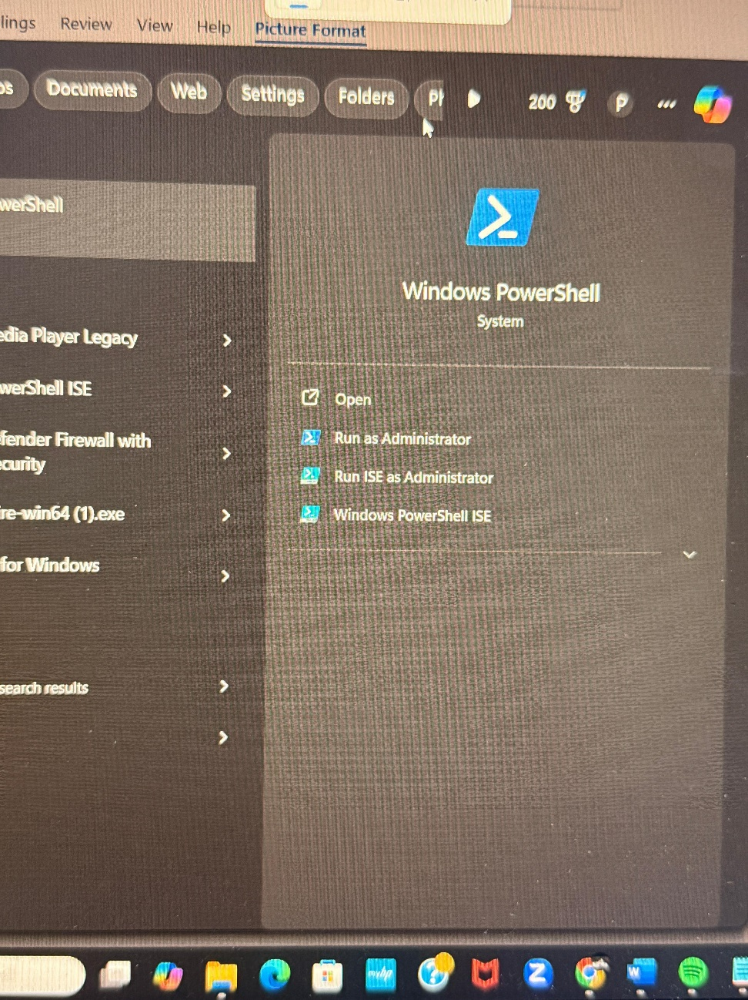 lings Review View Help Picture Format
os Documents Web Settings Folders Ph 200 P
werShell
Windows PowerShell
System
edia Player Legacy
werShell ISE
fender Firewall with
curity
re-win64 (1).exe
for Windows
search results
Open
Run as Administrator
Run ISE as Administrator
Windows PowerShell ISE
myhp Z W